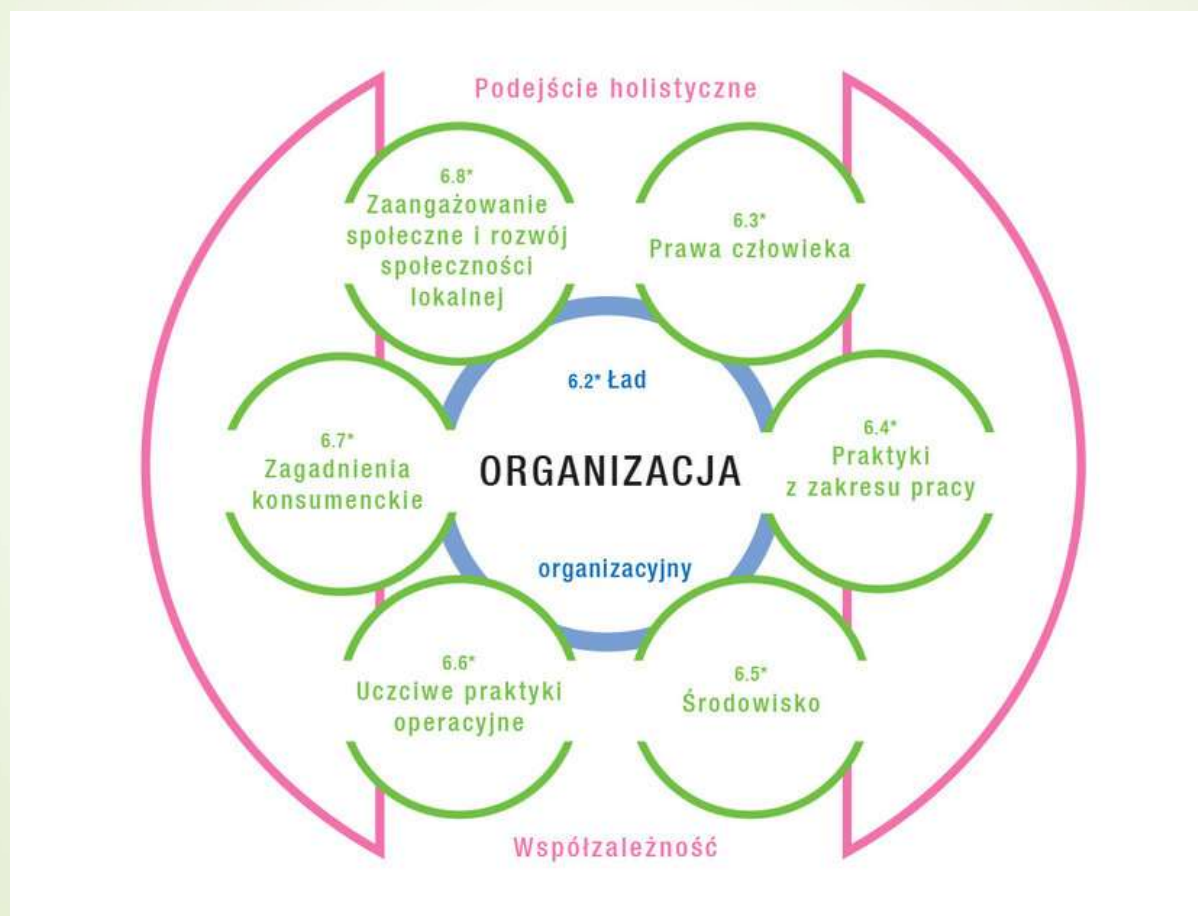 Podejście holistyczne
6.8*
Zaangażowanie
społeczne i rozwój
społeczności
lokalnej
6.3*
Prawa człowieka
6.2* Ład
6.7*
Zagadnienia
konsumenckie
ORGANIZACJA
6.4*
Praktyki
z zakresu pracy
organizacyjny
6.6*
Uczciwe praktyki
operacyjne
6.5*
Środowisko
Współzależność